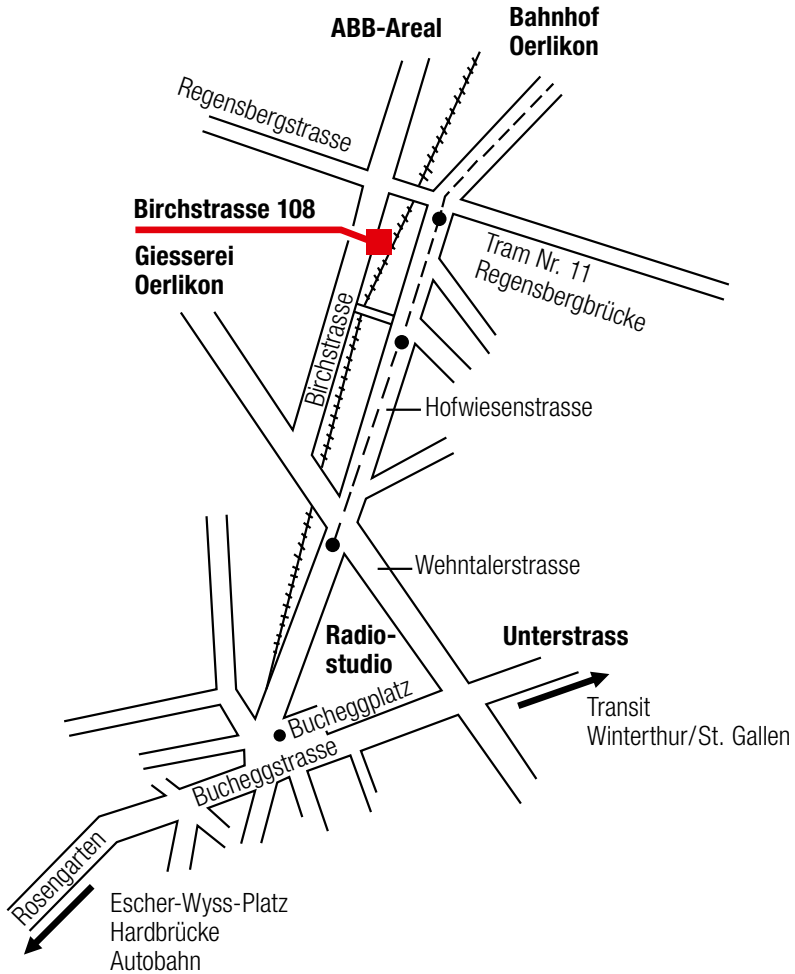 ABB-Areal
Bahnhof
Oerlikon
Regensbergstrasse
Birchstrasse 108
Giesserei
Oerlikon
Tram Nr. 11
Regensbergbrücke
Birchstrasse
Hofwiesenstrasse
Wehntalerstrasse
Radio-
studio
Unterstrass
Bucheggplatz
Transit
Winterthur/St. Gallen
Bucheggstrasse
Rosengarten
Escher-Wyss-Platz
Hardbrücke
Autobahn